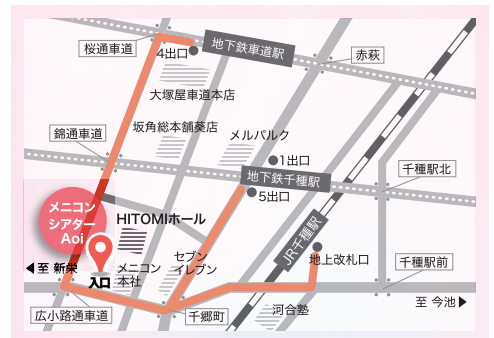 桜通車道
4出口
地下鉄車道駅
赤萩
大塚屋車道本店
坂角総本舗葵店
錦通車道
メルパルク
1出口
地下鉄千種駅
5出口
千種駅北
メニコン
シアター
Aoi
HITOMIホール
JR千種駅
セブン
イレブン
地上改札口
千種駅前
至 新栄
メニコン
本社
入口
至 今池
広小路通車道
千郷町
河合塾